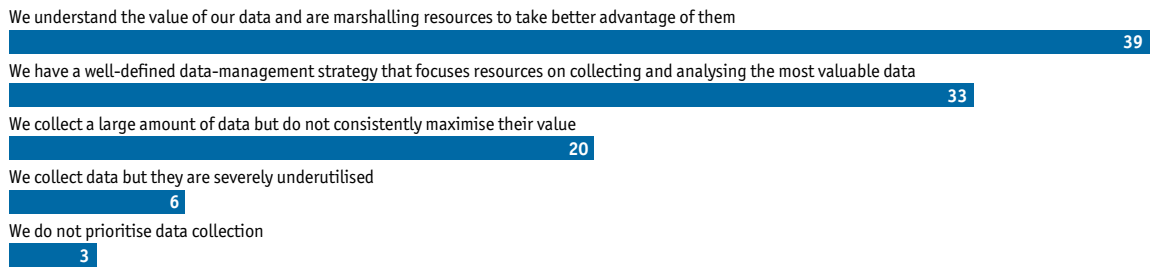 We understand the value of our data and are marshalling resources to take better advantage of them
39
We have a well-defined data-management strategy that focuses resources on collecting and analysing the most valuable data
33
We collect a large amount of data but do not consistently maximise their value
20
We collect data but they are severely underutilised
6
We do not prioritise data collection
3